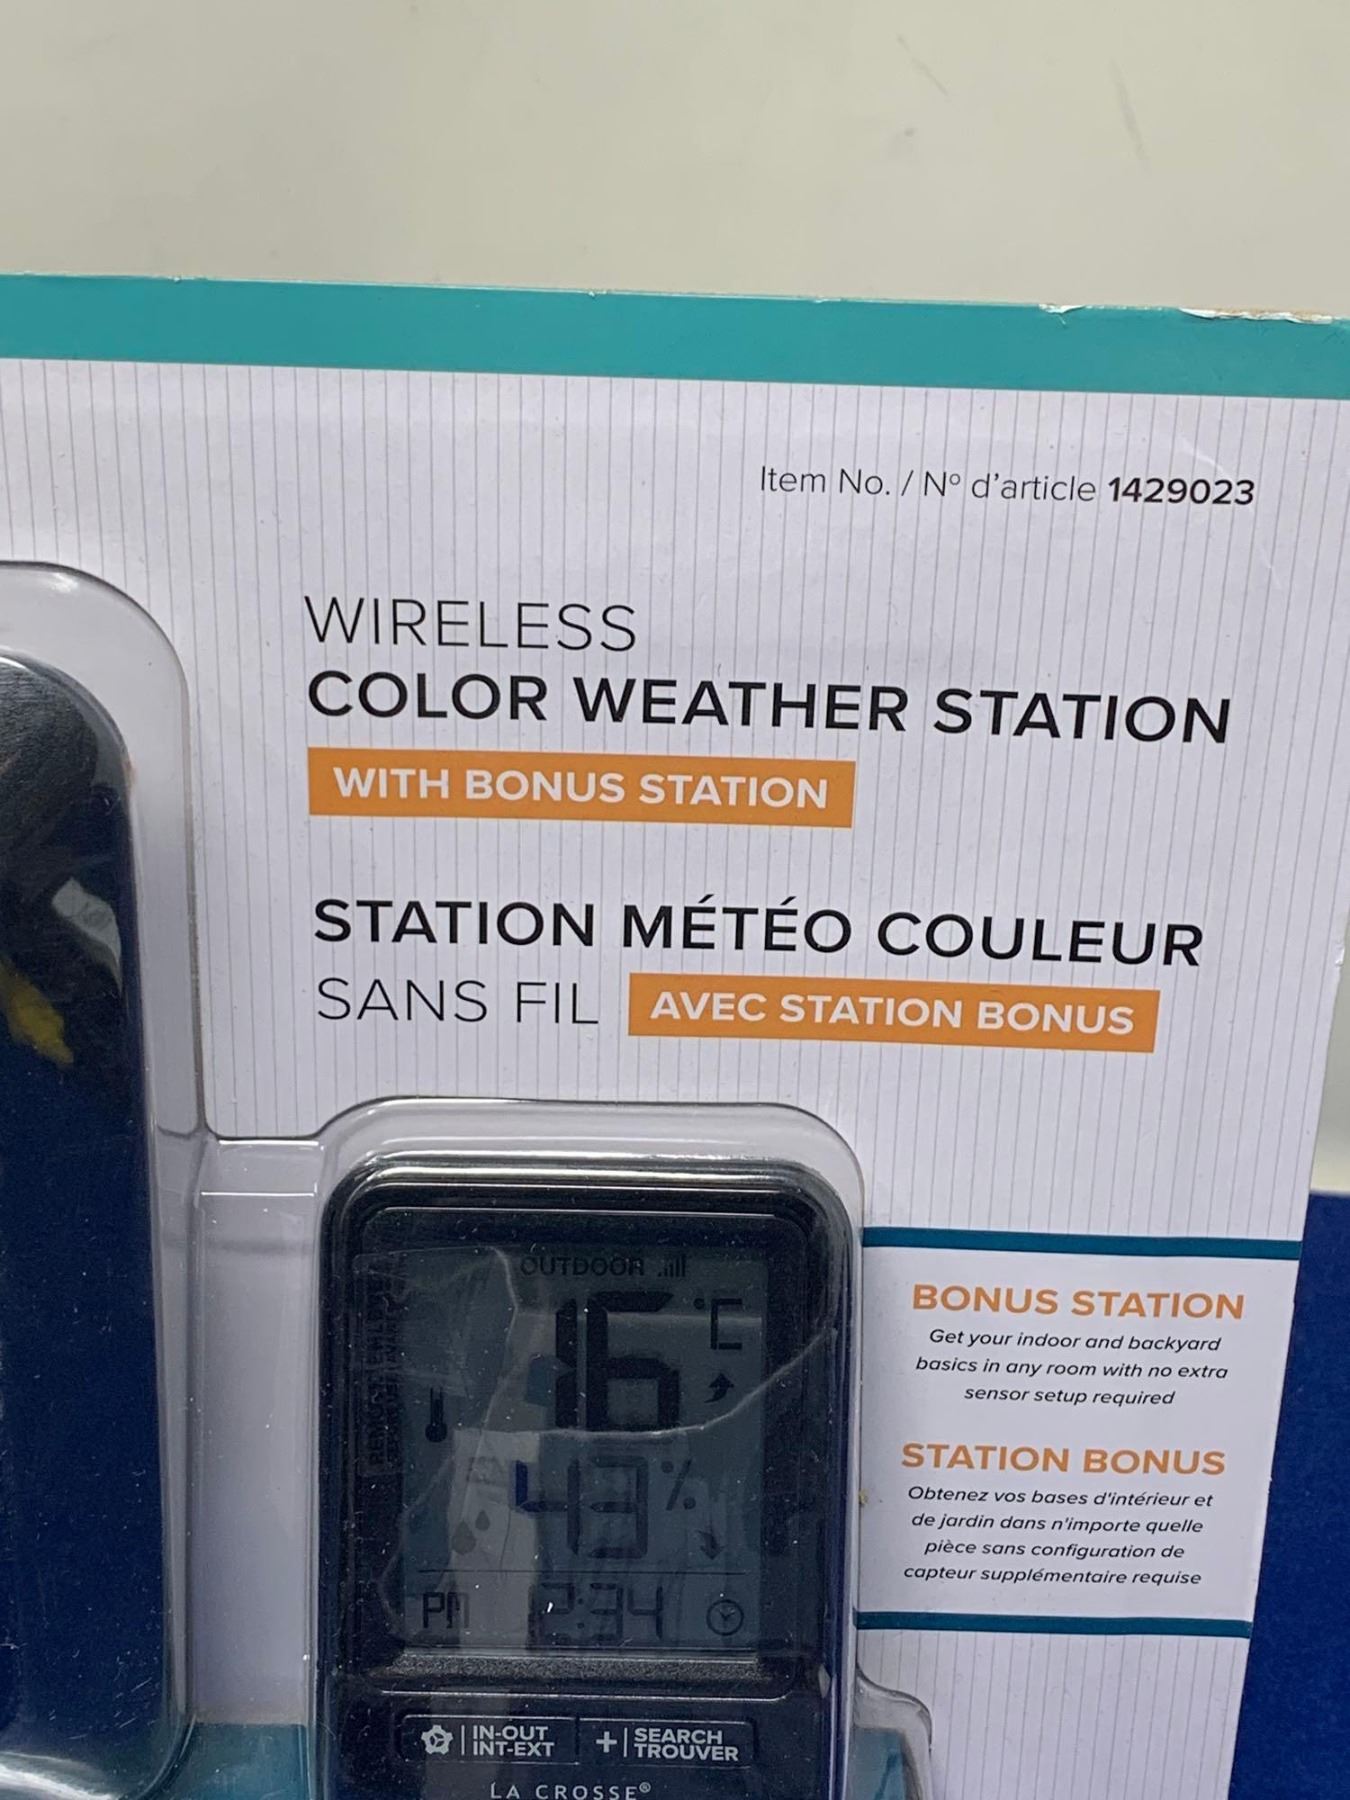 Item No. / Nº d'article 1429023
WIRELESS
COLOR WEATHER STATION
WITH BONUS STATION
STATION MÉTÉO COULEUR
SANS FIL AVEC STATION BONUS
OUTDOOR
16 °C
43%
PM 2:34
IN-OUT
INT-EXT
+ SEARCH
TROUVER
LA CROSSE®
BONUS STATION
Get your indoor and backyard
basics in any room with no extra
sensor setup required
STATION BONUS
Obtenez vos bases d'intérieur et
de jardin dans n'importe quelle
pièce sans configuration de
capteur supplémentaire requise